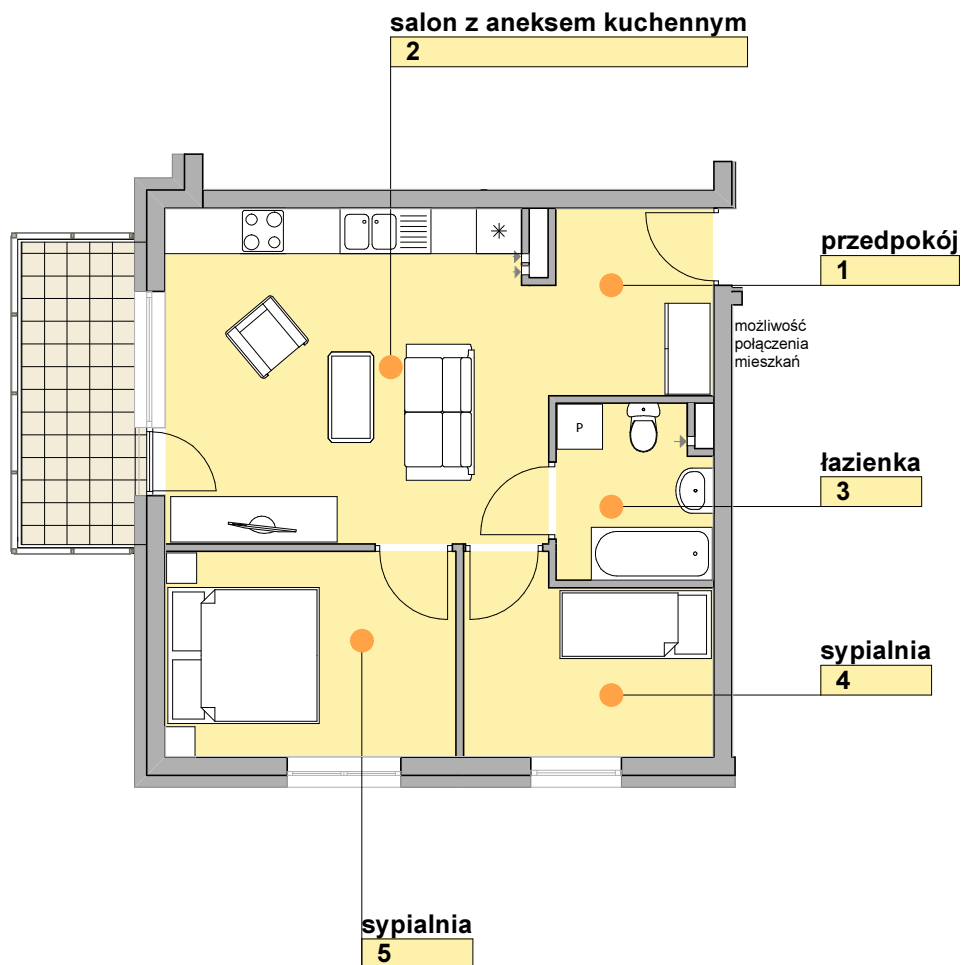 salon z aneksem kuchennym
2
przedpokój
1
możliwość
połączenia
mieszkań
P
łazienka
3
sypialnia
4
sypialnia
5